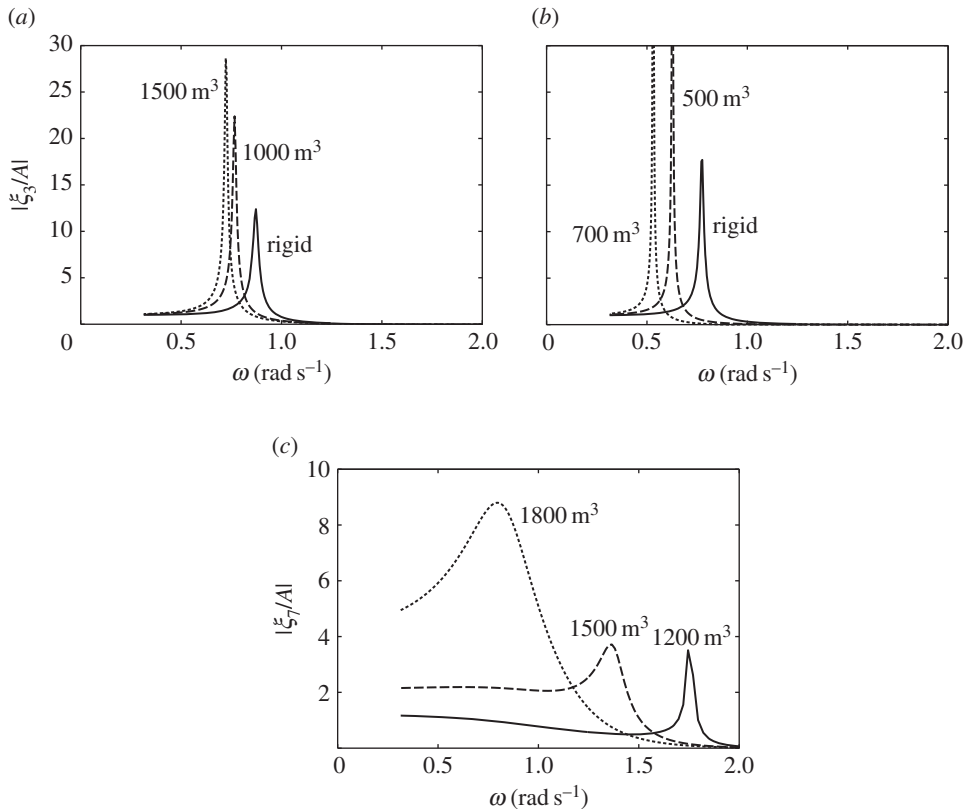 (a)
30
25
20
15
10
5
|ξ₃/A|
1500 m³
1000 m³
rigid
0
0.5
1.0
1.5
2.0
ω (rad s⁻¹)
(b)
500 m³
700 m³
rigid
0
0.5
1.0
1.5
2.0
ω (rad s⁻¹)
(c)
10
8
6
4
2
|ξ₇/A|
1800 m³
1500 m³
1200 m³
0
0.5
1.0
1.5
2.0
ω (rad s⁻¹)